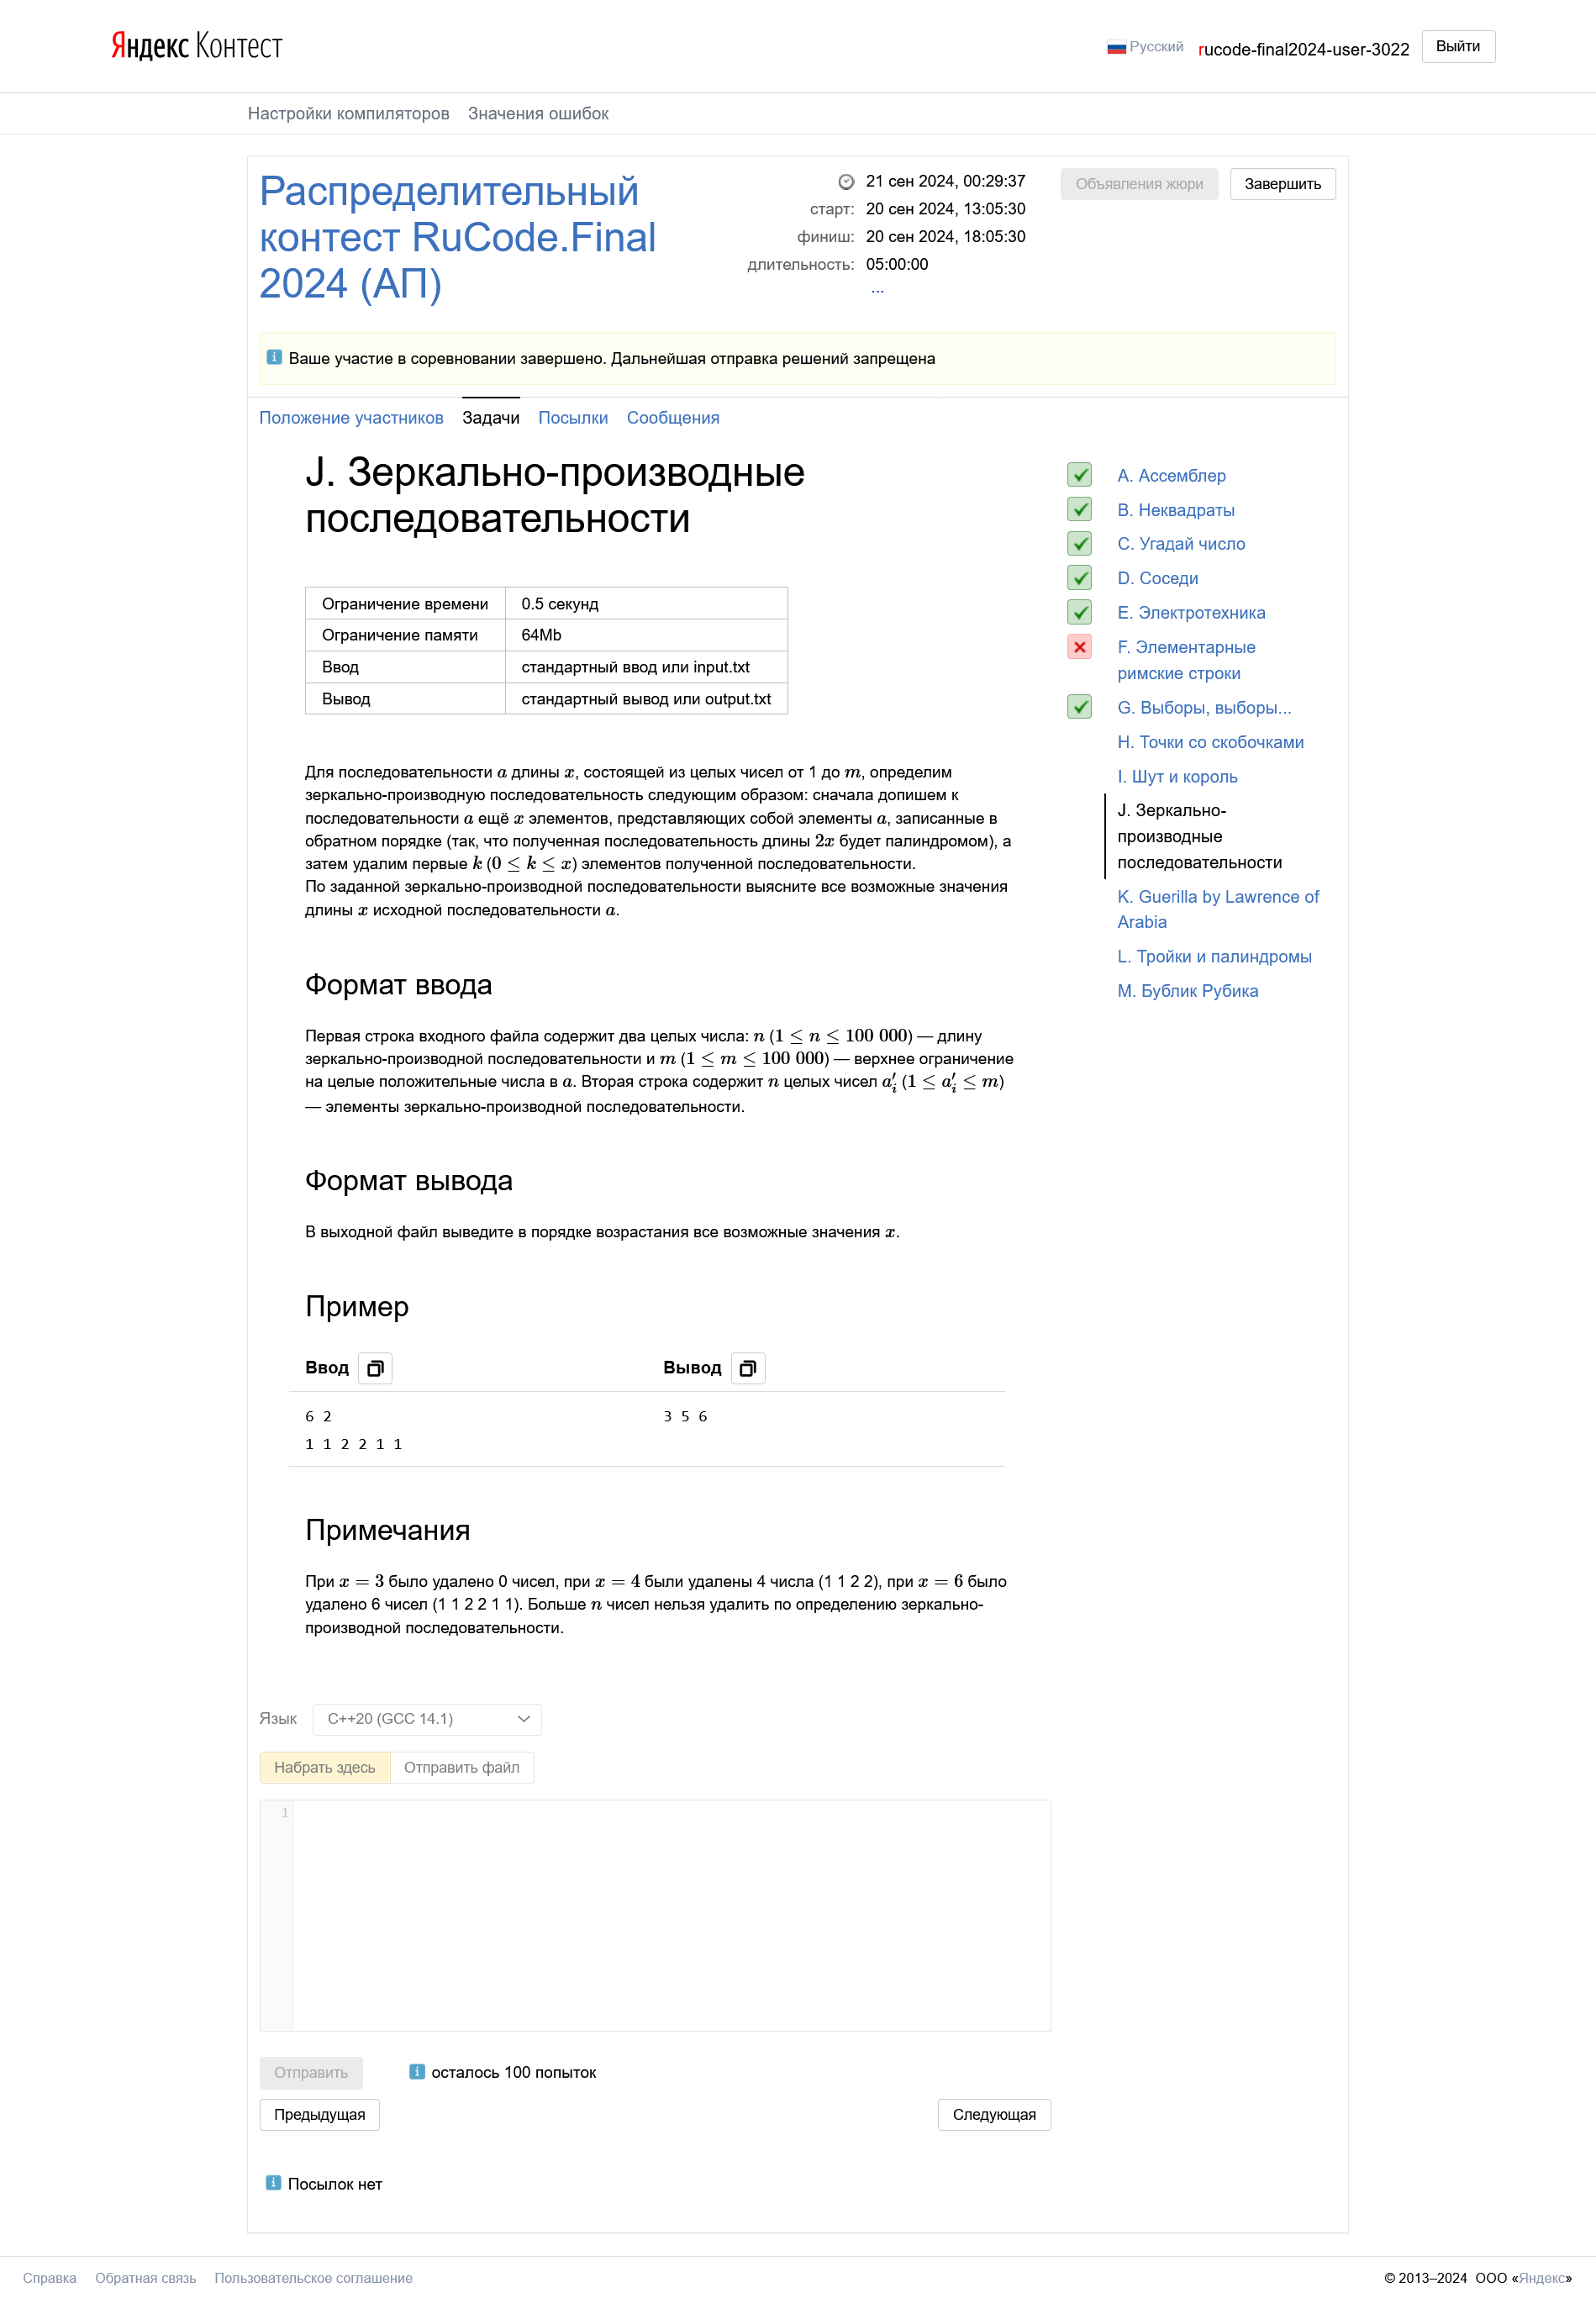 Яндекс Контест
Русский
rucode-final2024-user-3022
Выйти
Настройки компиляторов
Значения ошибок
Распределительный
контест RuCode.Final
2024 (АП)
21 сен 2024, 00:29:37
старт: 20 сен 2024, 13:05:30
финиш: 20 сен 2024, 18:05:30
длительность: 05:00:00
...
Объявления жюри
Завершить
Ваше участие в соревновании завершено. Дальнейшая отправка решений запрещена
Положение участников
Задачи
Посылки
Сообщения
J. Зеркально-производные
последовательности
Ограничение времени 0.5 секунд
Ограничение памяти 64Mb
Ввод стандартный ввод или input.txt
Вывод стандартный вывод или output.txt
Для последовательности a длины x, состоящей из целых чисел от 1 до m, определим
зеркально-производную последовательность следующим образом: сначала допишем к
последовательности a ещё x элементов, представляющих собой элементы a, записанные в
обратном порядке (так, что полученная последовательность длины 2x будет палиндромом), а
затем удалим первые k (0 ≤ k ≤ x) элементов полученной последовательности.
По заданной зеркально-производной последовательности выясните все возможные значения
длины x исходной последовательности a.
Формат ввода
Первая строка входного файла содержит два целых числа: n (1 ≤ n ≤ 100 000) — длину
зеркально-производной последовательности и m (1 ≤ m ≤ 100 000) — верхнее ограничение
на целые положительные числа в a. Вторая строка содержит n целых чисел a′i (1 ≤ a′i ≤ m)
— элементы зеркально-производной последовательности.
Формат вывода
В выходной файл выведите в порядке возрастания все возможные значения x.
Пример
Ввод
Вывод
6 2
1 1 2 2 1 1
3 5 6
Примечания
При x = 3 было удалено 0 чисел, при x = 4 были удалены 4 числа (1 1 2 2), при x = 6 было
удалено 6 чисел (1 1 2 2 1 1). Больше n чисел нельзя удалить по определению зеркально-
производной последовательности.
A. Ассемблер
B. Неквадраты
C. Угадай число
D. Соседи
E. Электротехника
F. Элементарные
римские строки
G. Выборы, выборы...
H. Точки со скобочками
I. Шут и король
J. Зеркально-
производные
последовательности
K. Guerilla by Lawrence of
Arabia
L. Тройки и палиндромы
M. Бублик Рубика
Язык
C++20 (GCC 14.1)
Набрать здесь
Отправить файл
1
Отправить
осталось 100 попыток
Предыдущая
Следующая
Посылок нет
Справка
Обратная связь
Пользовательское соглашение
© 2013–2024 ООО «Яндекс»